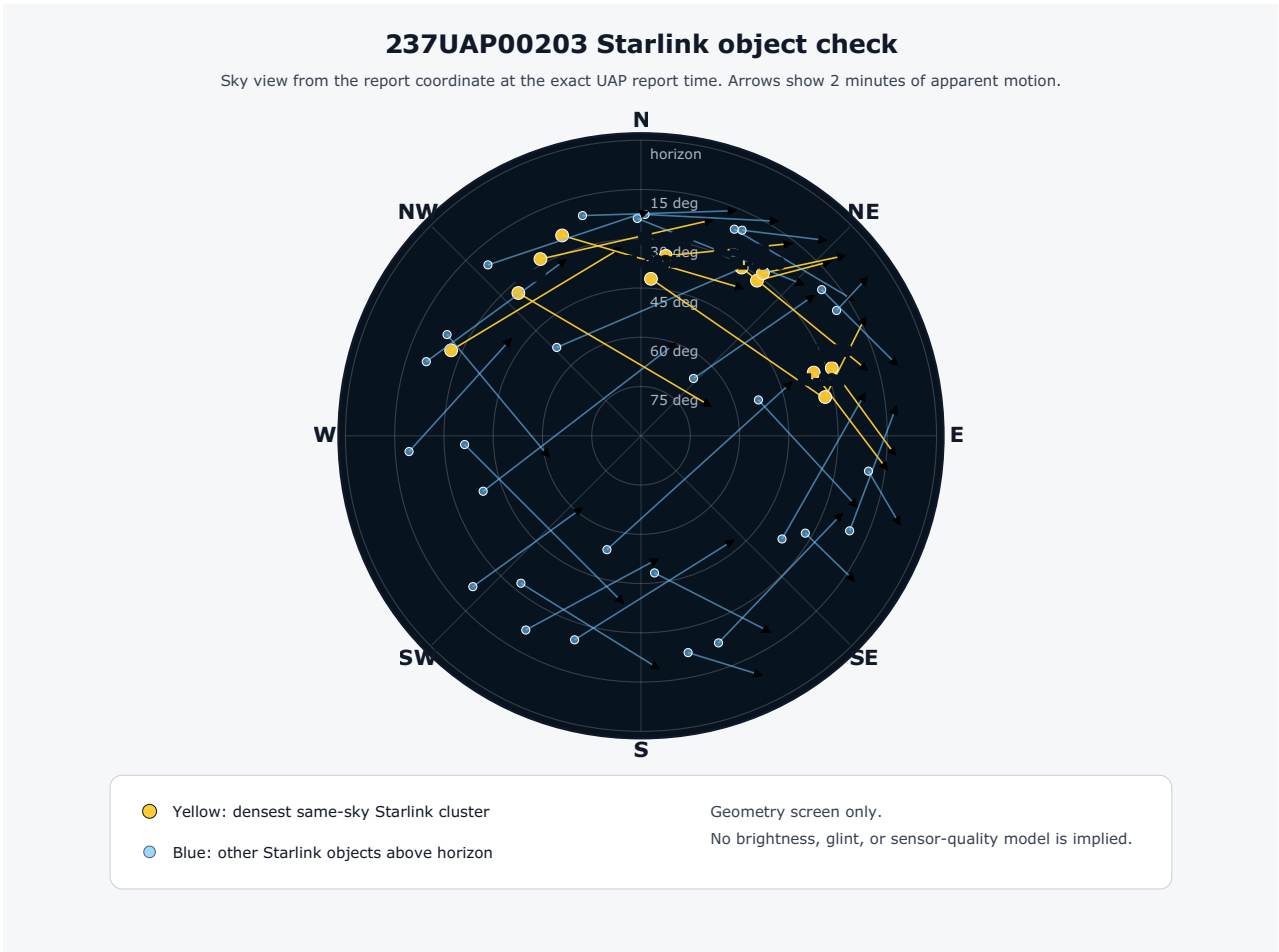 237UAP00203 Starlink object check
Sky view from the report coordinate at the exact UAP report time. Arrows show 2 minutes of apparent motion.
N
horizon
NW
15 deg
NE
30 deg
45 deg
60 deg
75 deg
W
E
SW
SE
S
Yellow: densest same-sky Starlink cluster
Geometry screen only.
No brightness, glint, or sensor-quality model is implied.
Blue: other Starlink objects above horizon